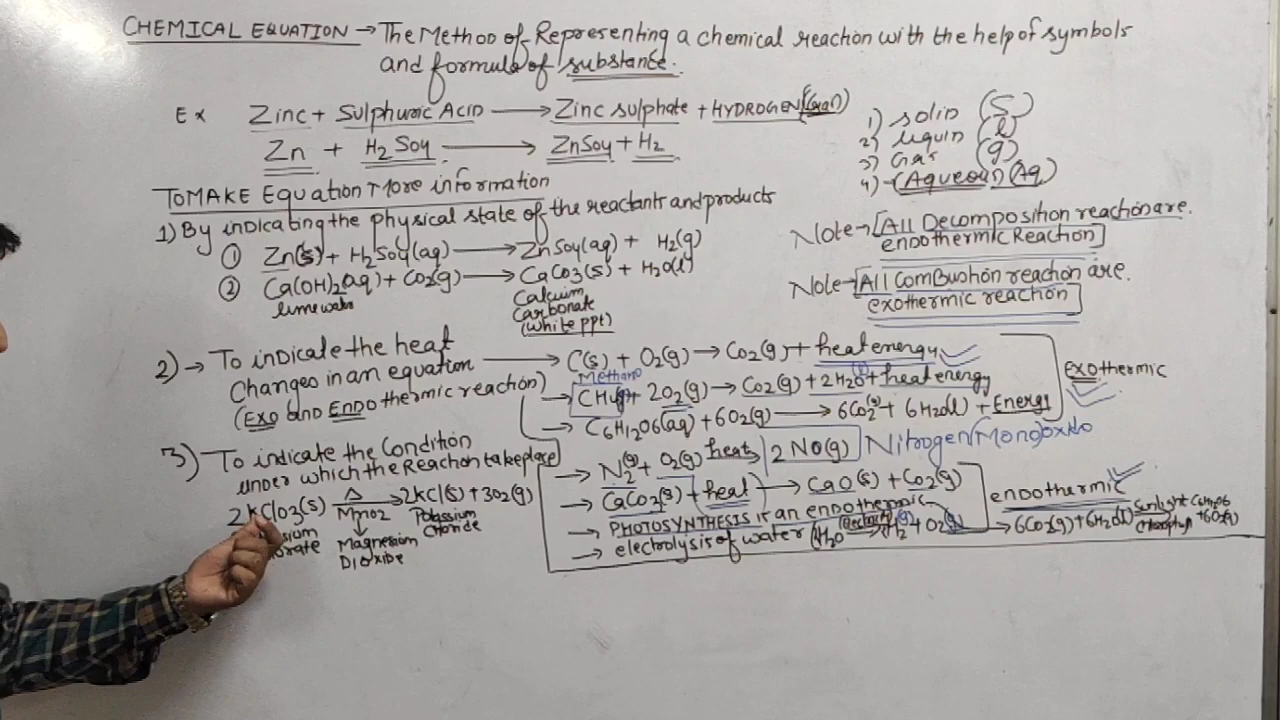 CHEMICAL EQUATION → The Method of Representing a chemical reaction with the help of symbols
and formula of substance.
Ex Zinc + Sulphuric Acid → Zinc sulphate + HYDROGEN (Gas)
Zn + H2SO4 → ZnSO4 + H2
1) solid (S)
2) liquid (l)
3) Gas (g)
4) (Aqueous) (Aq)
To MAKE Equation More information
1) By indicating the physical state of the reactants and products
① Zn(s) + H2SO4(aq) → ZnSO4(aq) + H2(g)
② Ca(OH)2(aq) + CO2(g) → CaCO3(s) + H2O(l)
lime water
Calcium
Carbonate
(White ppt)
Note → [All Decomposition reaction are.
endothermic Reaction]
Note → [All Combustion reaction are.
exothermic reaction]
2) → To indicate the heat
Changes in an equation
(Exo and Endothermic reaction)
→ C(s) + O2(g) → CO2(g) + heat energy
Methane
→ CH4(g) + 2O2(g) → CO2(g) + 2H2O(l) + heat energy
→ C6H12O6(aq) + 6O2(g) → 6CO2(g) + 6H2O(l) + Energy
Exothermic
3) To indicate the Condition
under which the Reaction take place
2KClO3(s) Δ → MnO2 2KCl(s) + 3O2(g)
Magnesium
Dioxide
Potassium
Chloride
→ N2(g) + O2(g) heat → 2NO(g) Nitrogen(Mono)oxide
→ CaCO2(s) + heat → CaO(s) + CO2(g)
→ PHOTOSYNTHESIS is an endothermic
→ 6CO2(g) + 6H2O(l) Sunlight Chlorophyll C6H12O6 + 6O2(g)
→ electrolysis of water (H2O Electricity → H2(g) + O2(g)
endothermic